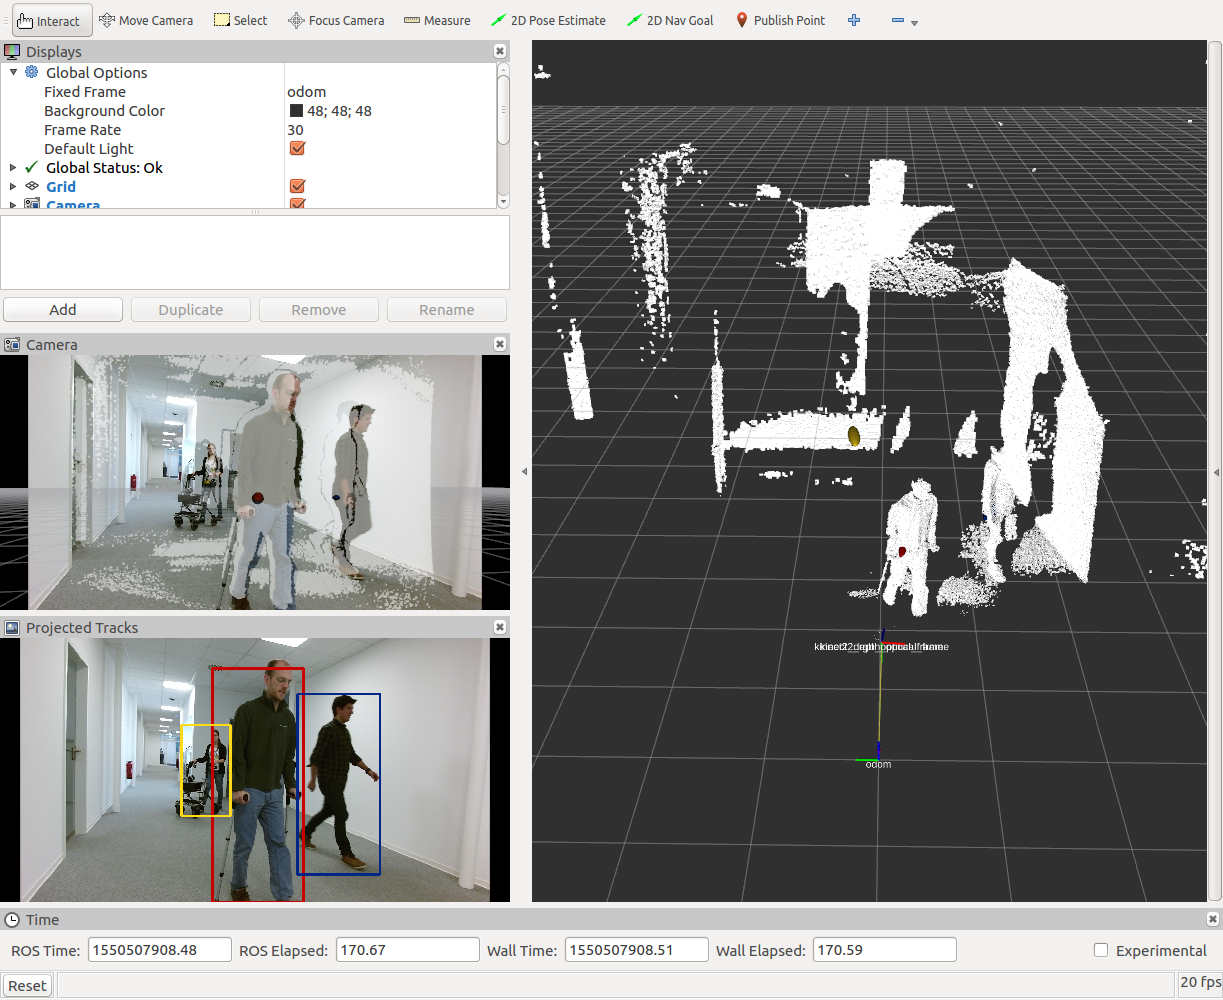 Interact Move Camera Select Focus Camera Measure 2D Pose Estimate 2D Nav Goal Publish Point
Displays
Global Options
Fixed Frame odom
Background Color 48; 48; 48
Frame Rate 30
Default Light
Global Status: Ok
Grid
Camera
Add Duplicate Remove Rename
Camera
Projected Tracks
odom
Time
ROS Time: 1550507908.48 ROS Elapsed: 170.67 Wall Time: 1550507908.51 Wall Elapsed: 170.59 Experimental
Reset 20 fps